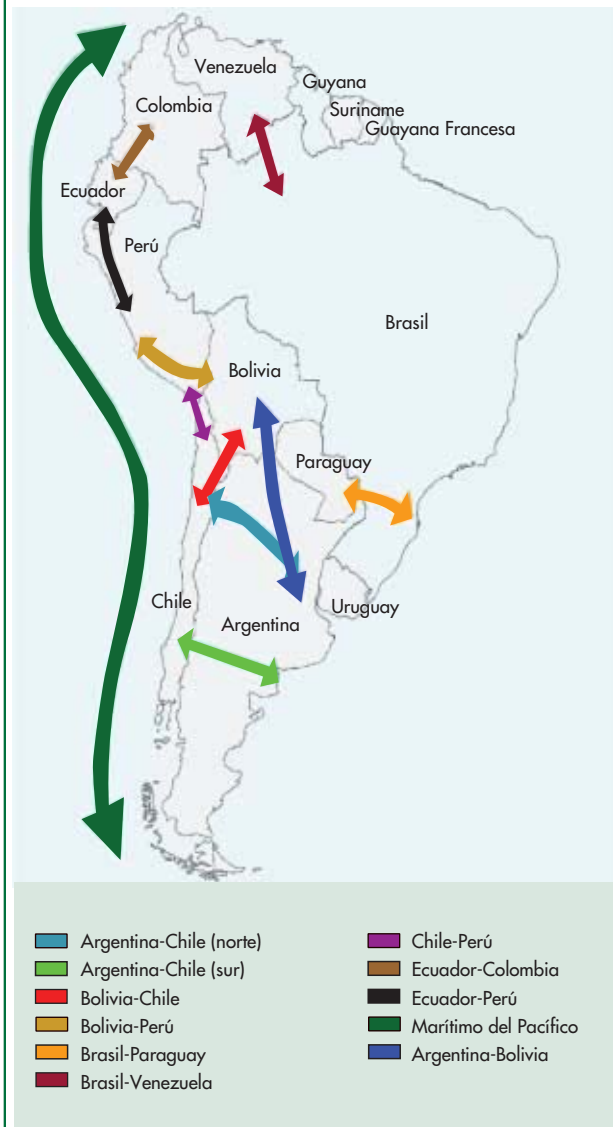 Venezuela
Guyana
Colombia
Suriname
Guayana Francesa
Ecuador
Perú
Brasil
Bolivia
Paraguay
Chile
Uruguay
Argentina
Argentina-Chile (norte)
Argentina-Chile (sur)
Bolivia-Chile
Bolivia-Perú
Brasil-Paraguay
Brasil-Venezuela
Chile-Perú
Ecuador-Colombia
Ecuador-Perú
Marítimo del Pacífico
Argentina-Bolivia